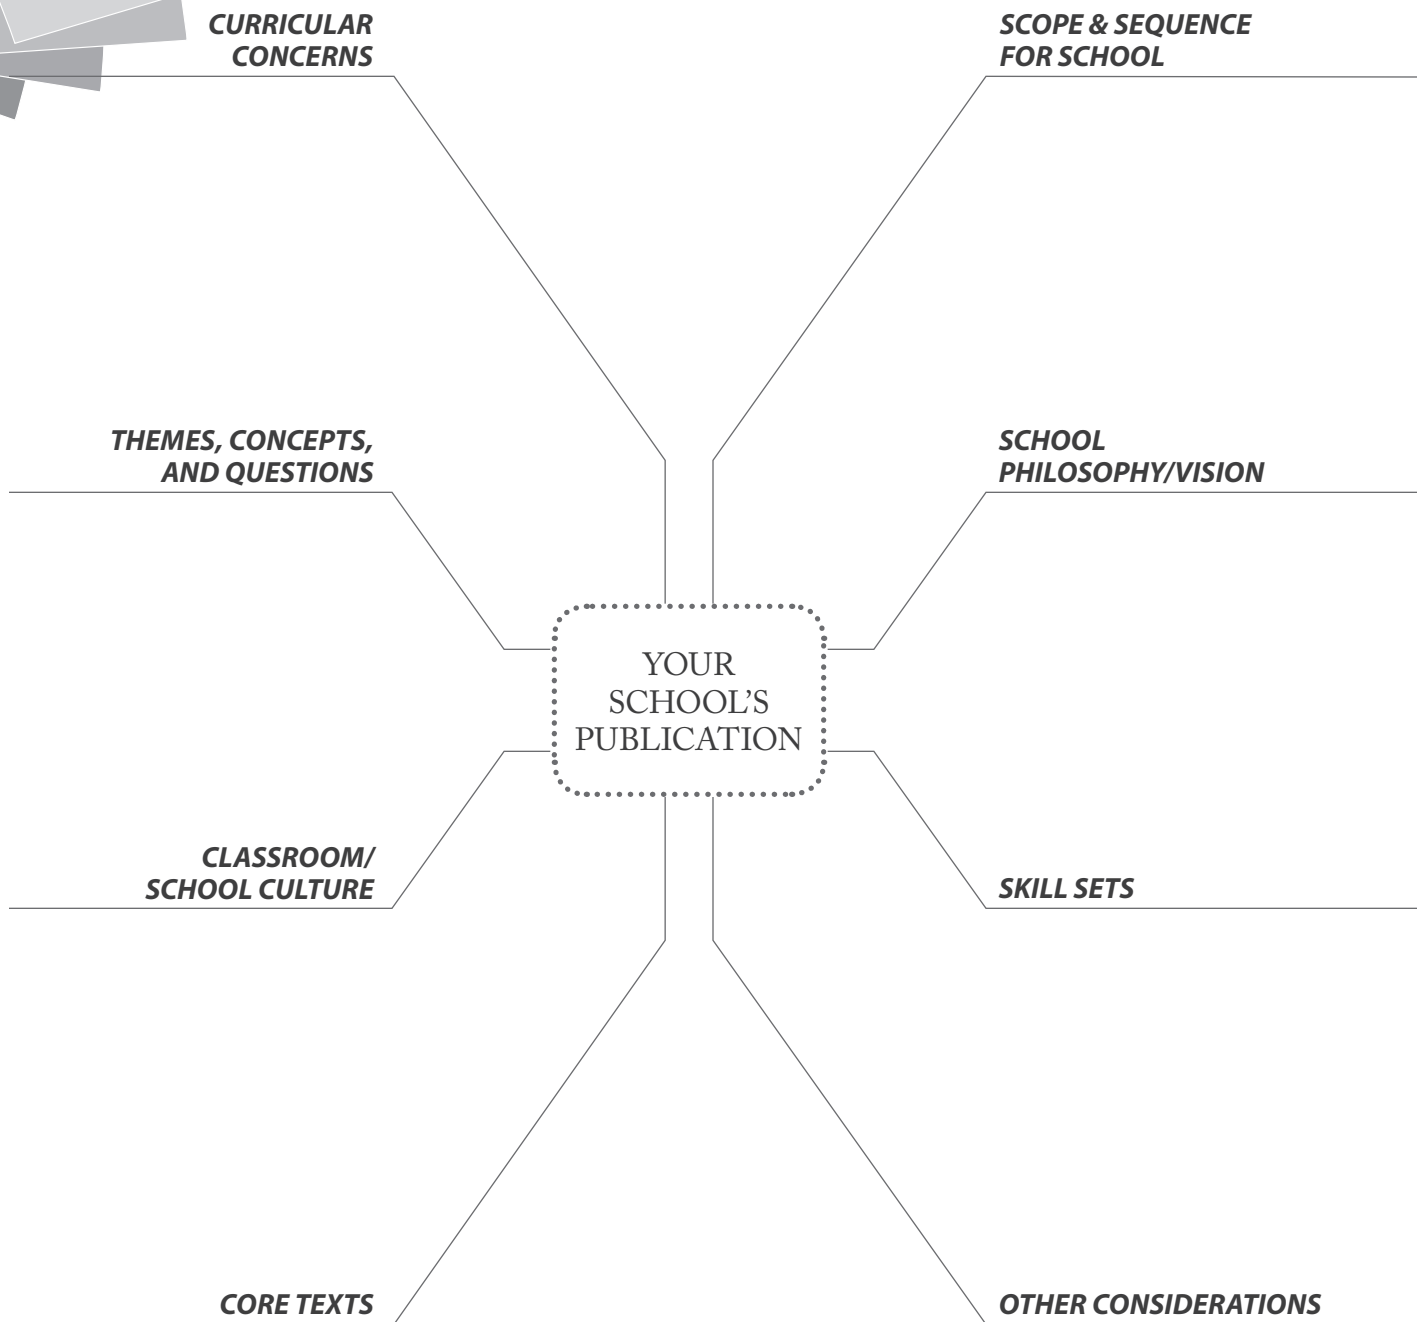 CURRICULAR
CONCERNS
SCOPE & SEQUENCE
FOR SCHOOL
THEMES, CONCEPTS,
AND QUESTIONS
SCHOOL
PHILOSOPHY/VISION
YOUR
SCHOOL’S
PUBLICATION
CLASSROOM/
SCHOOL CULTURE
SKILL SETS
CORE TEXTS
OTHER CONSIDERATIONS